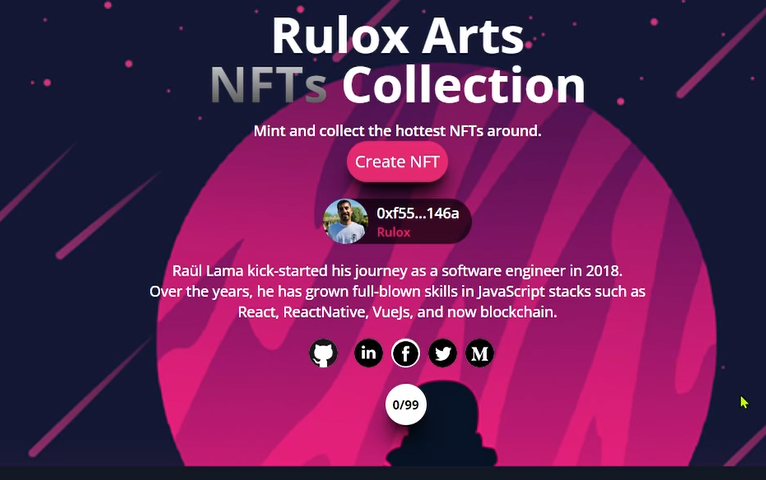 Rulox Arts
NFTs Collection
Mint and collect the hottest NFTs around.
Create NFT
0xf55...146a
Rulox
Raül Lama kick-started his journey as a software engineer in 2018.
Over the years, he has grown full-blown skills in JavaScript stacks such as
React, ReactNative, VueJs, and now blockchain.
in f M
0/99